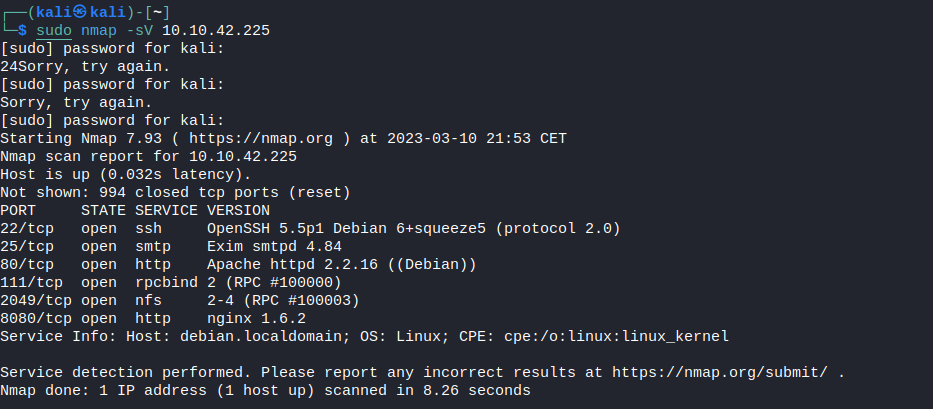 ┌──(kali㉿kali)-[~]
└─$ sudo nmap -sV 10.10.42.225
[sudo] password for kali:
24Sorry, try again.
[sudo] password for kali:
Sorry, try again.
[sudo] password for kali:
Starting Nmap 7.93 ( https://nmap.org ) at 2023-03-10 21:53 CET
Nmap scan report for 10.10.42.225
Host is up (0.032s latency).
Not shown: 994 closed tcp ports (reset)
PORT     STATE SERVICE VERSION
22/tcp   open  ssh     OpenSSH 5.5p1 Debian 6+squeeze5 (protocol 2.0)
25/tcp   open  smtp    Exim smtpd 4.84
80/tcp   open  http    Apache httpd 2.2.16 ((Debian))
111/tcp  open  rpcbind 2 (RPC #100000)
2049/tcp open  nfs     2-4 (RPC #100003)
8080/tcp open  http    nginx 1.6.2
Service Info: Host: debian.localdomain; OS: Linux; CPE: cpe:/o:linux:linux_kernel

Service detection performed. Please report any incorrect results at https://nmap.org/submit/ .
Nmap done: 1 IP address (1 host up) scanned in 8.26 seconds